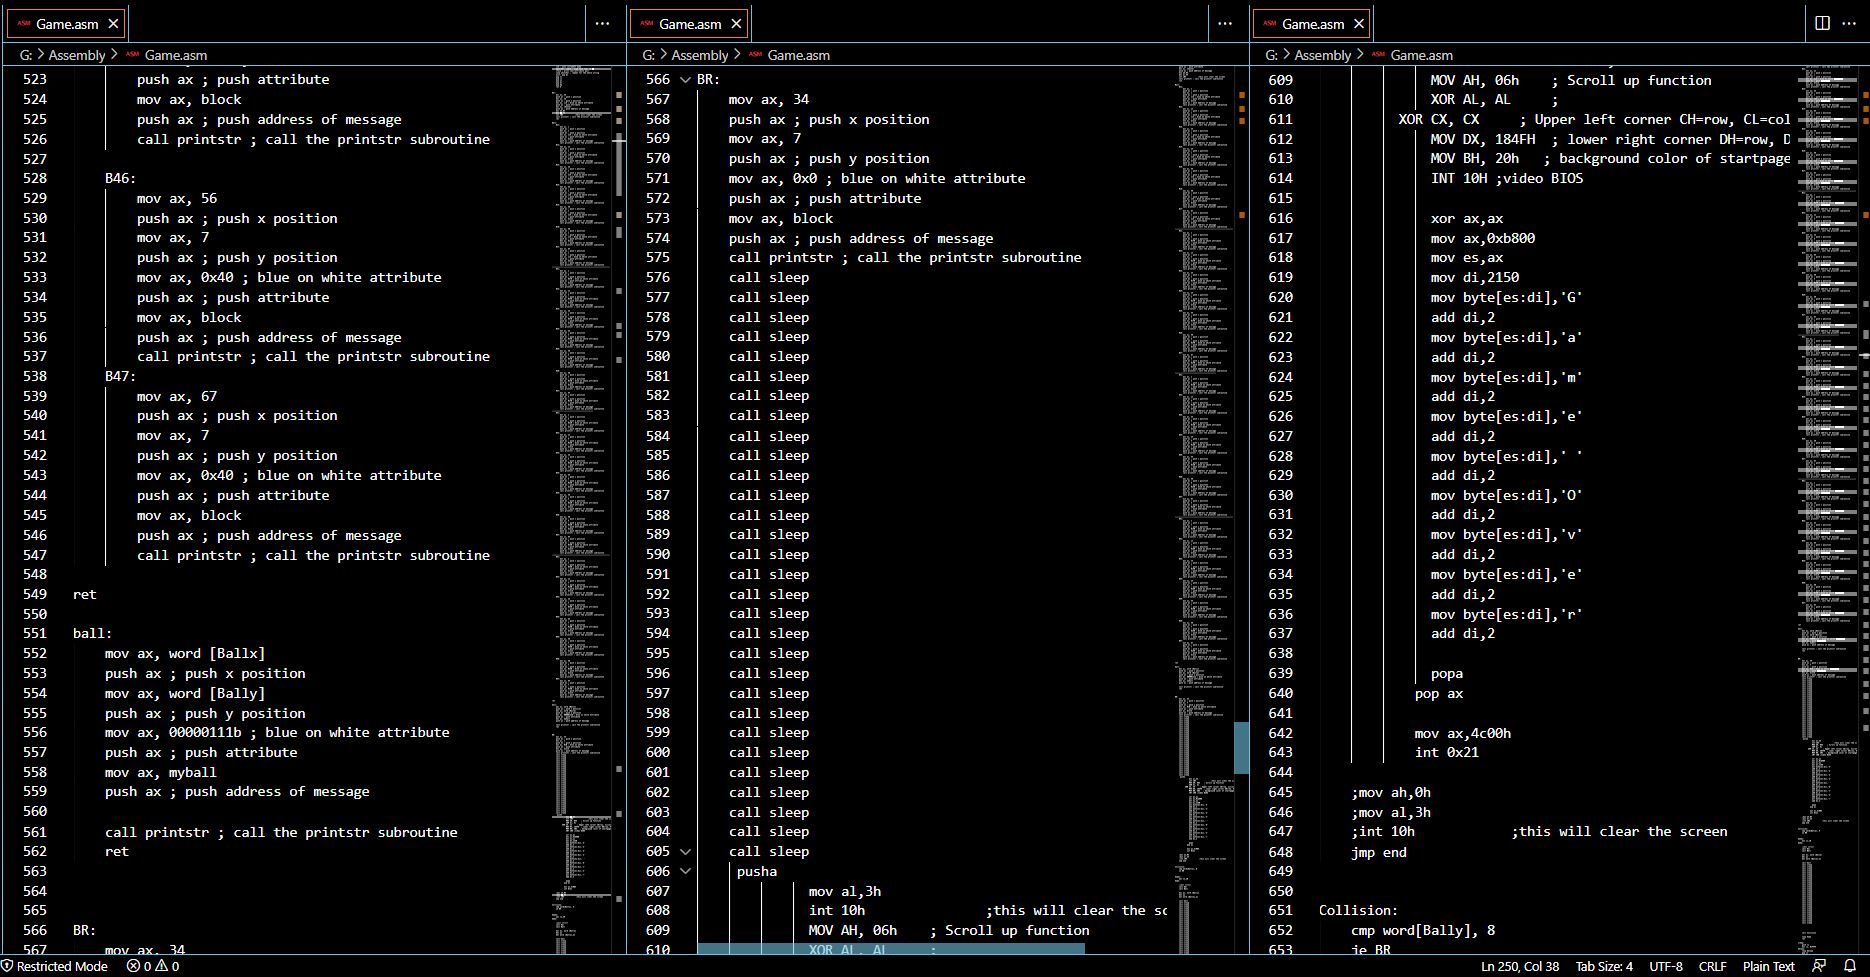 ASM Game.asm ×
G: > Assembly > ASM Game.asm
523 push ax ; push attribute
524 mov ax, block
525 push ax ; push address of message
526 call printstr ; call the printstr subroutine
527
528 B46:
529 mov ax, 56
530 push ax ; push x position
531 mov ax, 7
532 push ax ; push y position
533 mov ax, 0x40 ; blue on white attribute
534 push ax ; push attribute
535 mov ax, block
536 push ax ; push address of message
537 call printstr ; call the printstr subroutine
538 B47:
539 mov ax, 67
540 push ax ; push x position
541 mov ax, 7
542 push ax ; push y position
543 mov ax, 0x40 ; blue on white attribute
544 push ax ; push attribute
545 mov ax, block
546 push ax ; push address of message
547 call printstr ; call the printstr subroutine
548
549 ret
550
551 ball:
552 mov ax, word [Ballx]
553 push ax ; push x position
554 mov ax, word [Bally]
555 push ax ; push y position
556 mov ax, 00000111b ; blue on white attribute
557 push ax ; push attribute
558 mov ax, myball
559 push ax ; push address of message
560
561 call printstr ; call the printstr subroutine
562 ret
563
564
565
566 BR:
567 mov ax, 34
ASM Game.asm ×
G: > Assembly > ASM Game.asm
566 BR:
567 mov ax, 34
568 push ax ; push x position
569 mov ax, 7
570 push ax ; push y position
571 mov ax, 0x0 ; blue on white attribute
572 push ax ; push attribute
573 mov ax, block
574 push ax ; push address of message
575 call printstr ; call the printstr subroutine
576 call sleep
577 call sleep
578 call sleep
579 call sleep
580 call sleep
581 call sleep
582 call sleep
583 call sleep
584 call sleep
585 call sleep
586 call sleep
587 call sleep
588 call sleep
589 call sleep
590 call sleep
591 call sleep
592 call sleep
593 call sleep
594 call sleep
595 call sleep
596 call sleep
597 call sleep
598 call sleep
599 call sleep
600 call sleep
601 call sleep
602 call sleep
603 call sleep
604 call sleep
605 call sleep
606 pusha
607 mov al,3h
608 int 10h ;this will clear the sc
609 MOV AH, 06h ; Scroll up function
610 XOR AL, AL ;
ASM Game.asm ×
G: > Assembly > ASM Game.asm
609 MOV AH, 06h ; Scroll up function
610 XOR AL, AL ;
611 XOR CX, CX ; Upper left corner CH=row, CL=col
612 MOV DX, 184FH ; lower right corner DH=row, D
613 MOV BH, 20h ; background color of startpage
614 INT 10H ;video BIOS
615
616 xor ax,ax
617 mov ax,0xb800
618 mov es,ax
619 mov di,2150
620 mov byte[es:di],'G'
621 add di,2
622 mov byte[es:di],'a'
623 add di,2
624 mov byte[es:di],'m'
625 add di,2
626 mov byte[es:di],'e'
627 add di,2
628 mov byte[es:di],' '
629 add di,2
630 mov byte[es:di],'O'
631 add di,2
632 mov byte[es:di],'v'
633 add di,2
634 mov byte[es:di],'e'
635 add di,2
636 mov byte[es:di],'r'
637 add di,2
638
639 popa
640 pop ax
641
642 mov ax,4c00h
643 int 0x21
644
645 ;mov ah,0h
646 ;mov al,3h
647 ;int 10h ;this will clear the screen
648 jmp end
649
650
651 Collision:
652 cmp word[Bally], 8
653 je BR
Restricted Mode 0 0 Ln 250, Col 38 Tab Size: 4 UTF-8 CRLF Plain Text